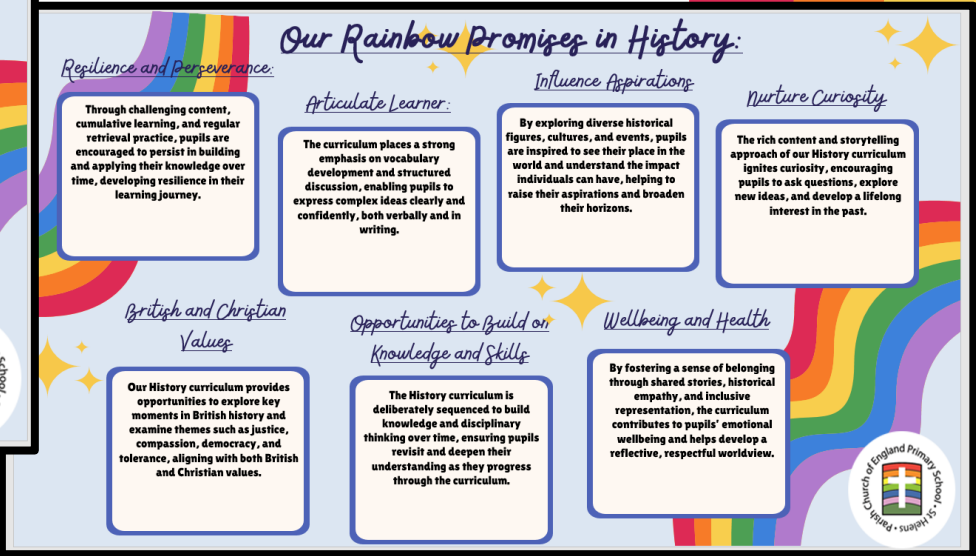 Our Rainbow Promises in History:
Resilience and Perseverance:
Through challenging content,
cumulative learning, and regular
retrieval practice, pupils are
encouraged to persist in building
and applying their knowledge over
time, developing resilience in their
learning journey.
Articulate Learner:
The curriculum places a strong
emphasis on vocabulary
development and structured
discussion, enabling pupils to
express complex ideas clearly and
confidently, both verbally and in
writing.
Influence Aspirations
By exploring diverse historical
figures, cultures, and events, pupils
are inspired to see their place in the
world and understand the impact
individuals can have, helping to
raise their aspirations and broaden
their horizons.
Nurture Curiosity
The rich content and storytelling
approach of our History curriculum
ignites curiosity, encouraging
pupils to ask questions, explore
new ideas, and develop a lifelong
interest in the past.
British and Christian
Values
Our History curriculum provides
opportunities to explore key
moments in British history and
examine themes such as justice,
compassion, democracy, and
tolerance, aligning with both British
and Christian values.
Opportunities to Build on
Knowledge and Skills
The History curriculum is
deliberately sequenced to build
knowledge and disciplinary
thinking over time, ensuring pupils
revisit and deepen their
understanding as they progress
through the curriculum.
Wellbeing and Health
By fostering a sense of belonging
through shared stories, historical
empathy, and inclusive
representation, the curriculum
contributes to pupils' emotional
wellbeing and helps develop a
reflective, respectful worldview.
Parish Church of England Primary School • St Helens •
School •